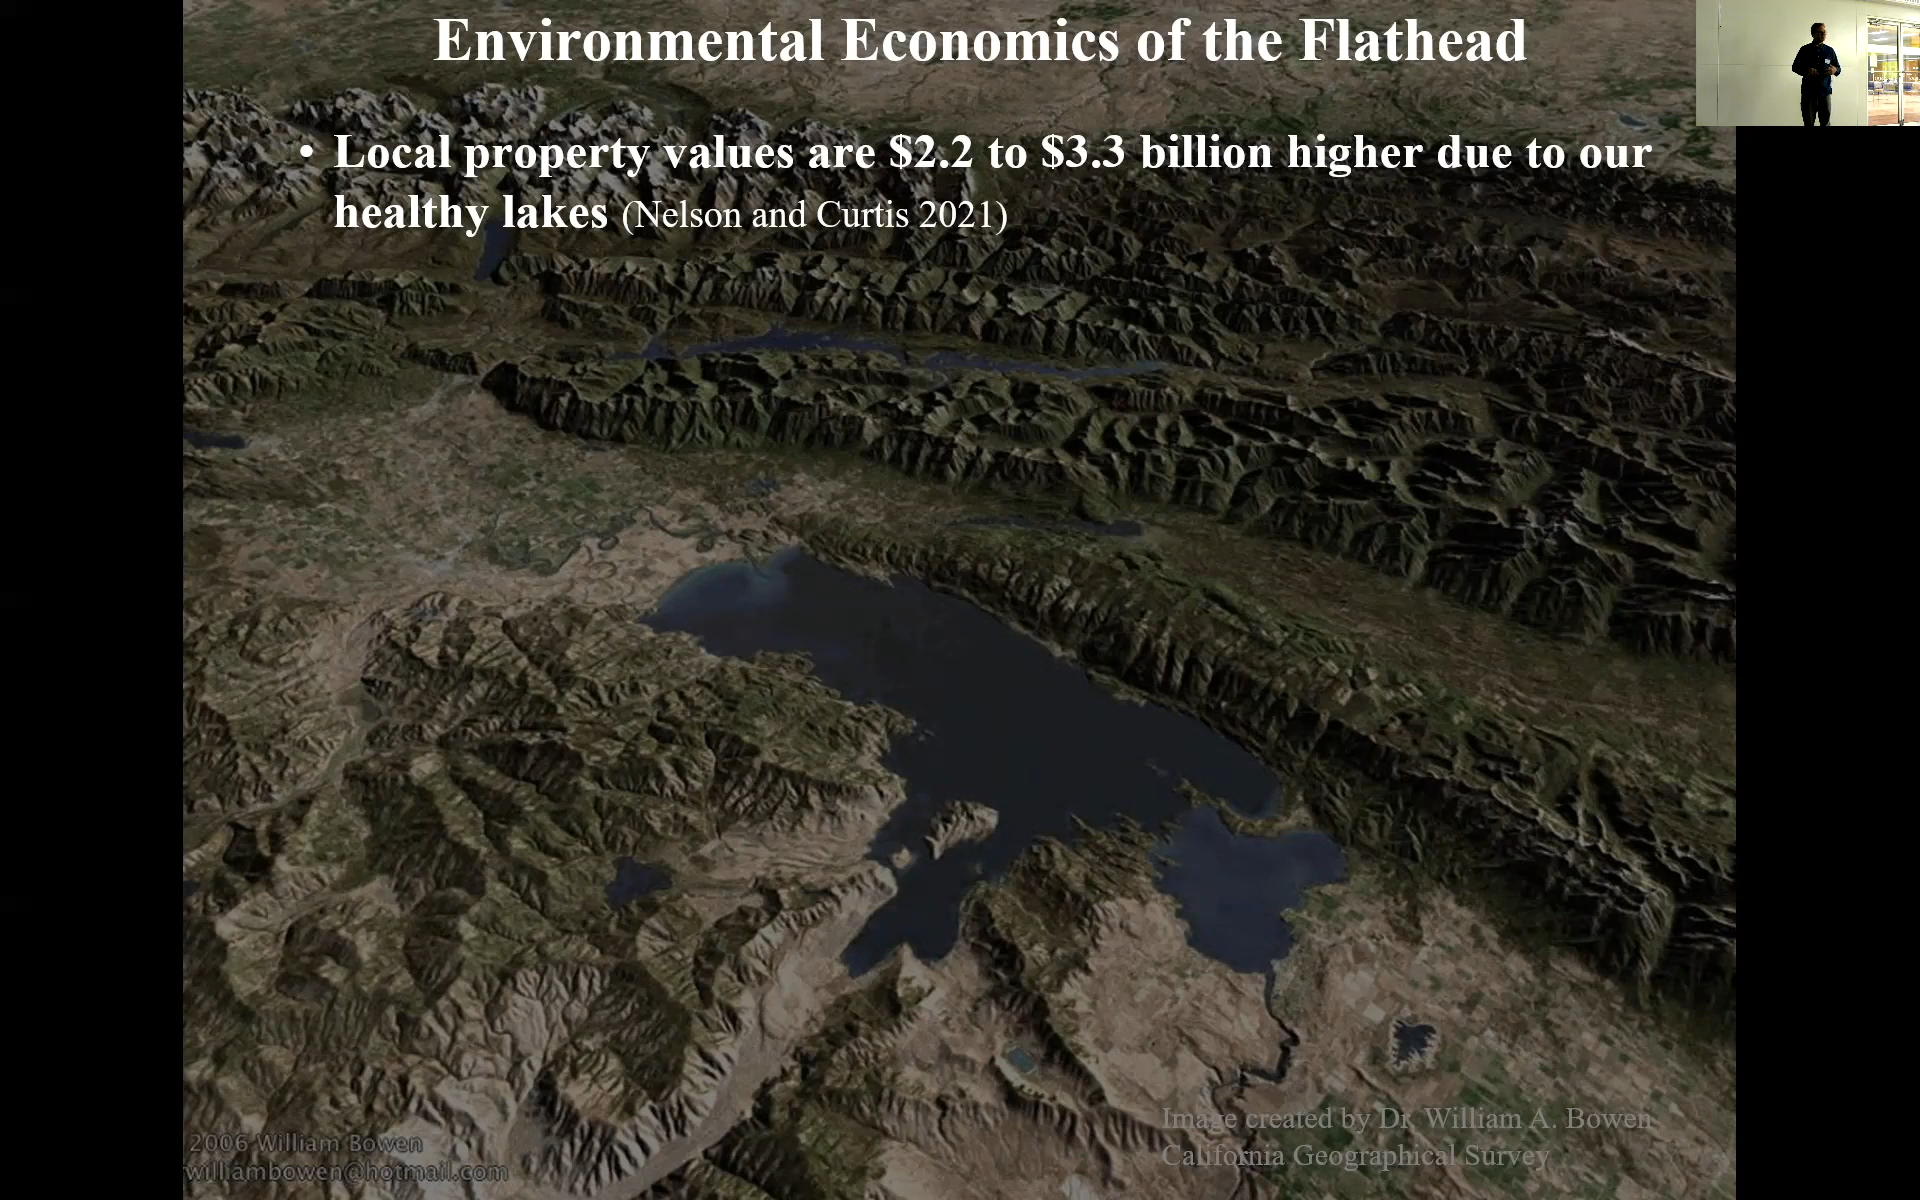 Environmental Economics of the Flathead
• Local property values are $2.2 to $3.3 billion higher due to our
healthy lakes (Nelson and Curtis 2021)
Image created by Dr. William A. Bowen
California Geographical Survey
2006 William Bowen
williambowen@hotmail.com